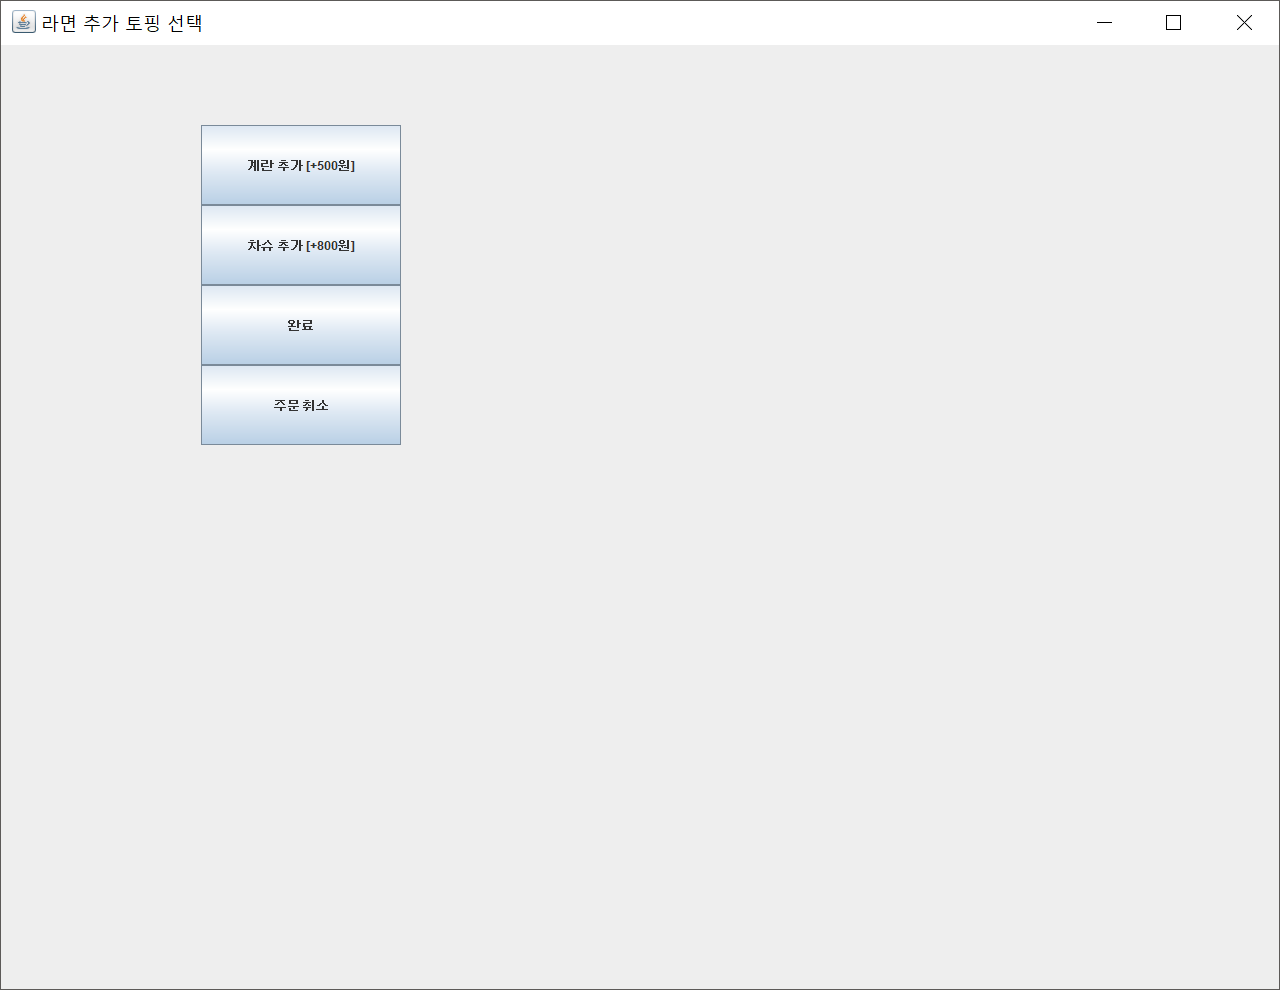 라면 추가 토핑 선택
계란 추가 [+500원]
차슈 추가 [+800원]
완료
주문 취소